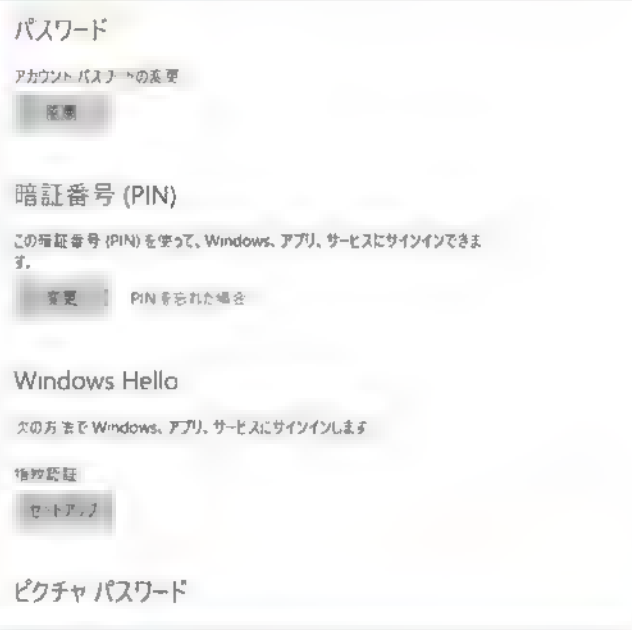 パスワード
アカウント パスワードの変更
変更
暗証番号 (PIN)
この暗証番号 (PIN) を使って、Windows、アプリ、サービスにサインインできま
す。
変更 PIN を忘れた場合
Windows Hello
次の方法で Windows、アプリ、サービスにサインインします
指紋認証
セットアップ
ピクチャ パスワード